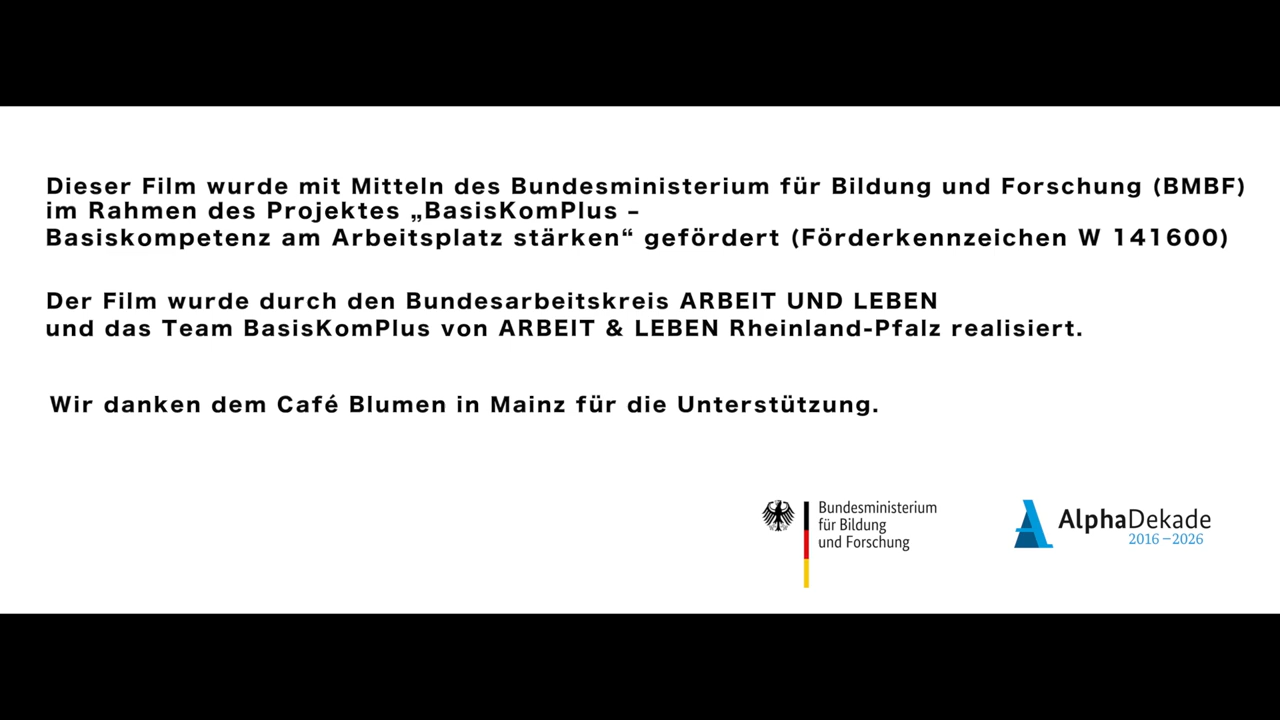 Dieser Film wurde mit Mitteln des Bundesministerium für Bildung und Forschung (BMBF)
im Rahmen des Projektes „BasisKomPlus –
Basiskompetenz am Arbeitsplatz stärken“ gefördert (Förderkennzeichen W 141600)
Der Film wurde durch den Bundesarbeitskreis ARBEIT UND LEBEN
und das Team BasisKomPlus von ARBEIT & LEBEN Rheinland-Pfalz realisiert.
Wir danken dem Café Blumen in Mainz für die Unterstützung.
Bundesministerium
für Bildung
und Forschung
AlphaDekade
2016 – 2026